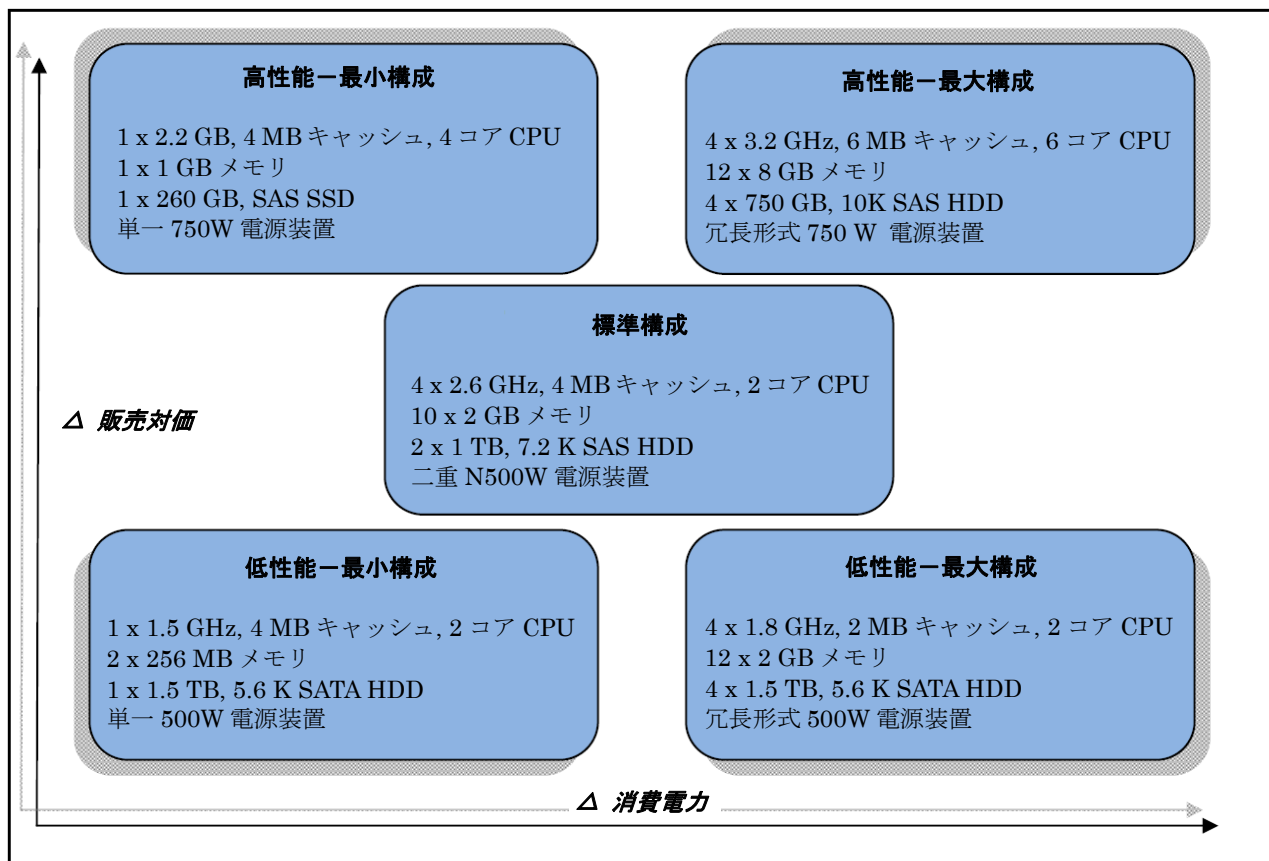 高性能－最小構成
1 x 2.2 GB, 4 MB キャッシュ, 4 コア CPU
1 x 1 GB メモリ
1 x 260 GB, SAS SSD
単一 750W 電源装置
高性能－最大構成
4 x 3.2 GHz, 6 MB キャッシュ, 6 コア CPU
12 x 8 GB メモリ
4 x 750 GB, 10K SAS HDD
冗長形式 750 W 電源装置
標準構成
4 x 2.6 GHz, 4 MB キャッシュ, 2 コア CPU
10 x 2 GB メモリ
2 x 1 TB, 7.2 K SAS HDD
二重 N500W 電源装置
△ 販売対価
低性能－最小構成
1 x 1.5 GHz, 4 MB キャッシュ, 2 コア CPU
2 x 256 MB メモリ
1 x 1.5 TB, 5.6 K SATA HDD
単一 500W 電源装置
低性能－最大構成
4 x 1.8 GHz, 2 MB キャッシュ, 2 コア CPU
12 x 2 GB メモリ
4 x 1.5 TB, 5.6 K SATA HDD
冗長形式 500W 電源装置
△ 消費電力